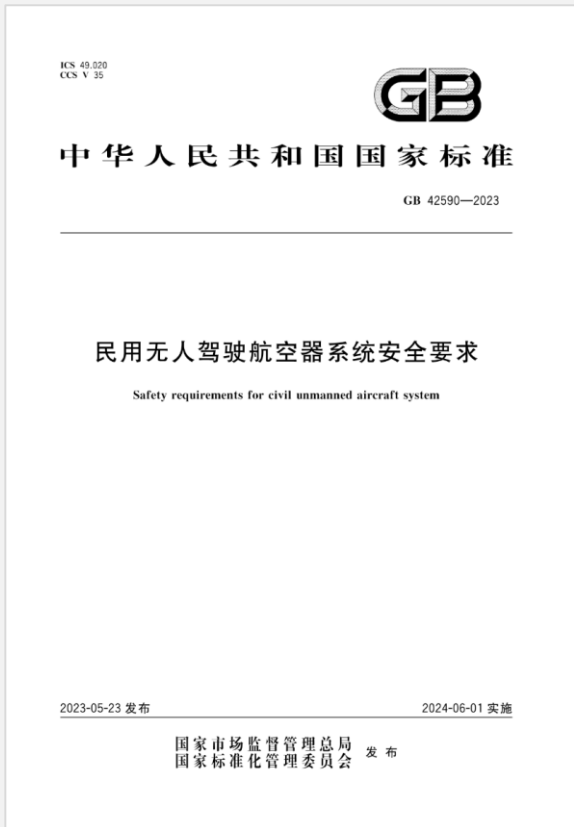 ICS 49.020
CCS V 35
GB
中华人民共和国国家标准
GB 42590—2023
民用无人驾驶航空器系统安全要求
Safety requirements for civil unmanned aircraft system
2023-05-23 发布
2024-06-01 实施
国家市场监督管理总局
国家标准化管理委员会
发布